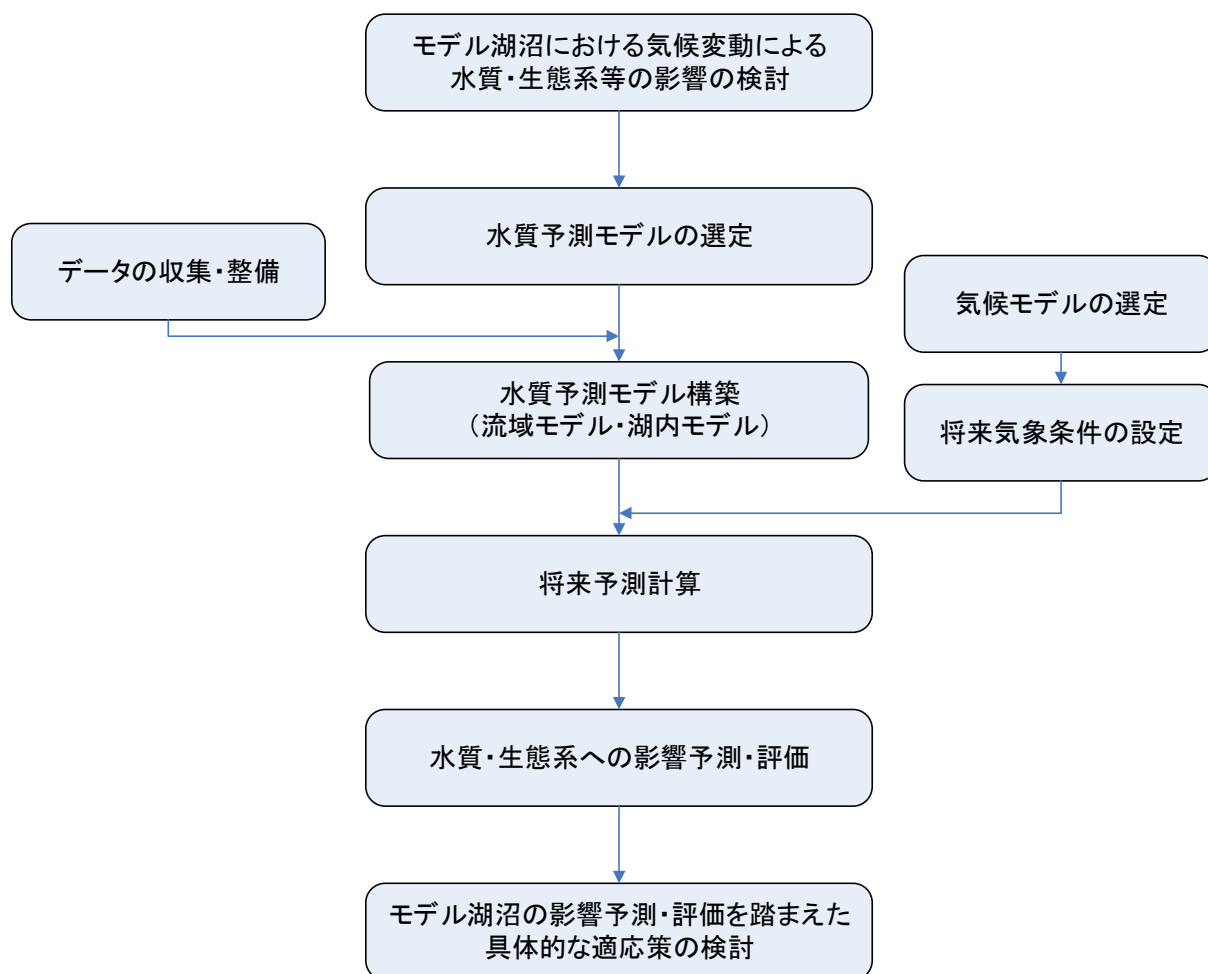 モデル湖沼における気候変動による
水質・生態系等の影響の検討
水質予測モデルの選定
データの収集・整備
気候モデルの選定
水質予測モデル構築
（流域モデル・湖内モデル）
将来気象条件の設定
将来予測計算
水質・生態系への影響予測・評価
モデル湖沼の影響予測・評価を踏まえた
具体的な適応策の検討